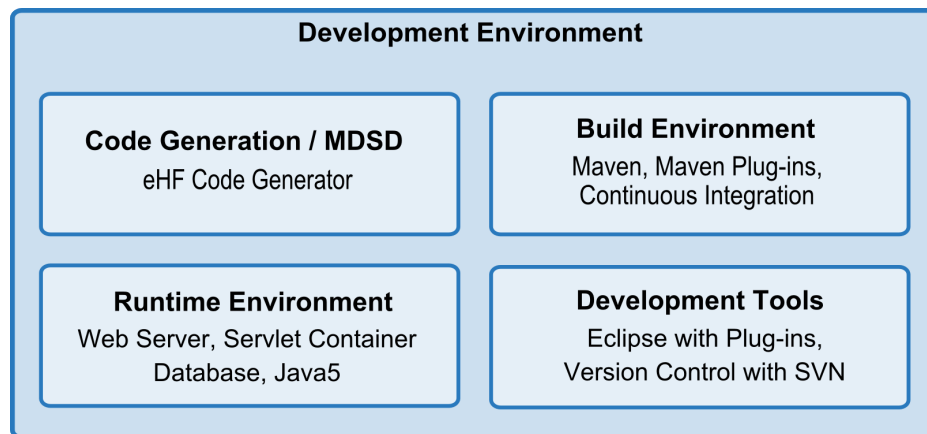 Development Environment
Code Generation / MDSD
eHF Code Generator
Build Environment
Maven, Maven Plug-ins,
Continuous Integration
Runtime Environment
Web Server, Servlet Container
Database, Java5
Development Tools
Eclipse with Plug-ins,
Version Control with SVN